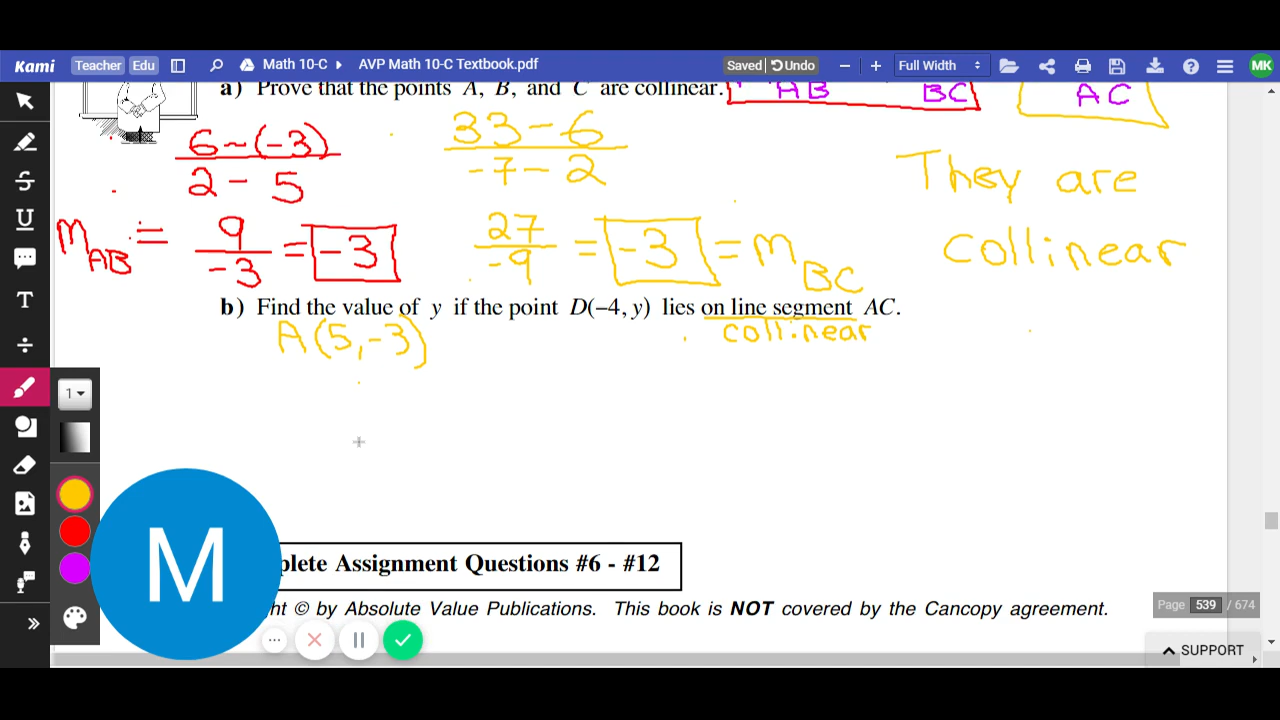 Kami Teacher Edu Math 10-C AVP Math 10-C Textbook.pdf Saved Undo Full Width MK
a) Prove that the points A, B, and C are collinear. AB BC AC
6-(-3)
2 - 5
33-6
-7-2
They are
collinear
mAB = 9/-3 = -3
27/-9 = -3 = mBC
b) Find the value of y if the point D(−4, y) lies on line segment AC.
A(5,-3)
collinear
T
1
M
plete Assignment Questions #6 - #12
ht © by Absolute Value Publications. This book is NOT covered by the Cancopy agreement.
Page 539 / 674
SUPPORT